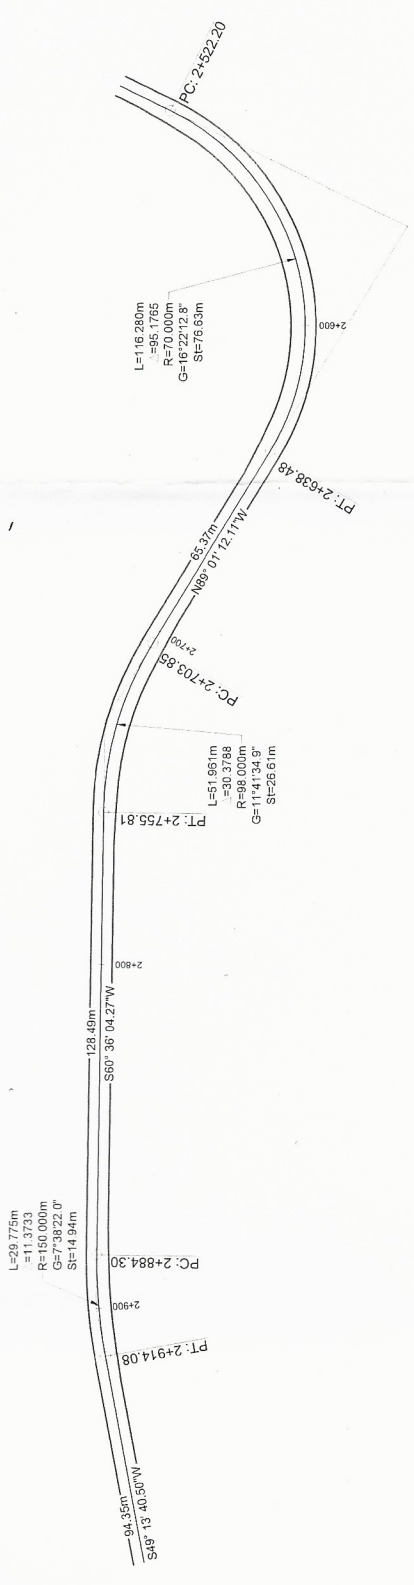 PC: 2+522.20
L=116.280m
△=95.1765
R=70.000m
G=16°22'12.8"
St=76.63m
2+600
PT: 2+638.48
65.37m
N89° 01' 12.11"W
2+700
PC: 2+703.85
L=51.961m
△=30.3788
R=98.000m
G=11°41'34.9"
St=26.61m
PT: 2+755.81
2+800
128.49m
S60° 36' 04.27"W
L=29.775m
=11.3733
R=150.000m
G=7°38'22.0"
St=14.94m
PC: 2+884.30
2+900
PT: 2+914.08
94.35m
S49° 13' 40.50"W